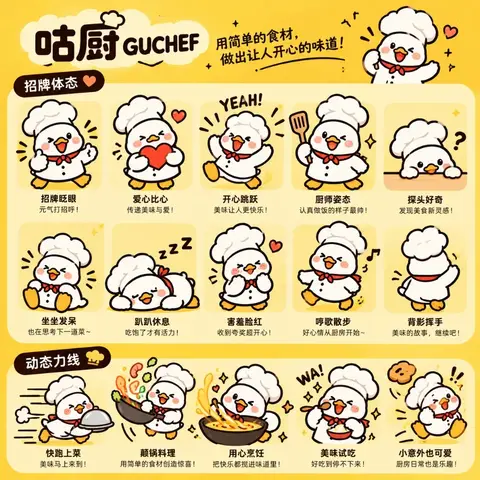 咕厨 GUCHEF
用简单的食材，
做出让人开心的味道！
招牌体态
YEAH!
?
招牌眨眼
元气打招呼！
爱心比心
传递美味与爱！
开心跳跃
美味让人更快乐！
厨师姿态
认真做饭的样子最帅！
探头好奇
发现美食新灵感！
zzZ
坐坐发呆
也在思考下一道菜~
趴趴休息
吃饱了才有活力！
害羞脸红
收到夸奖超开心！
哼歌散步
好心情从厨房开始~
背影挥手
美味的故事，继续吧！
动态力线
WA!
!!
快跑上菜
美味马上来到！
颠锅料理
用简单的食材创造惊喜！
用心烹饪
把快乐都搅进味道里！
美味试吃
好吃到停不下来！
小意外也可爱
厨房日常也是乐趣！